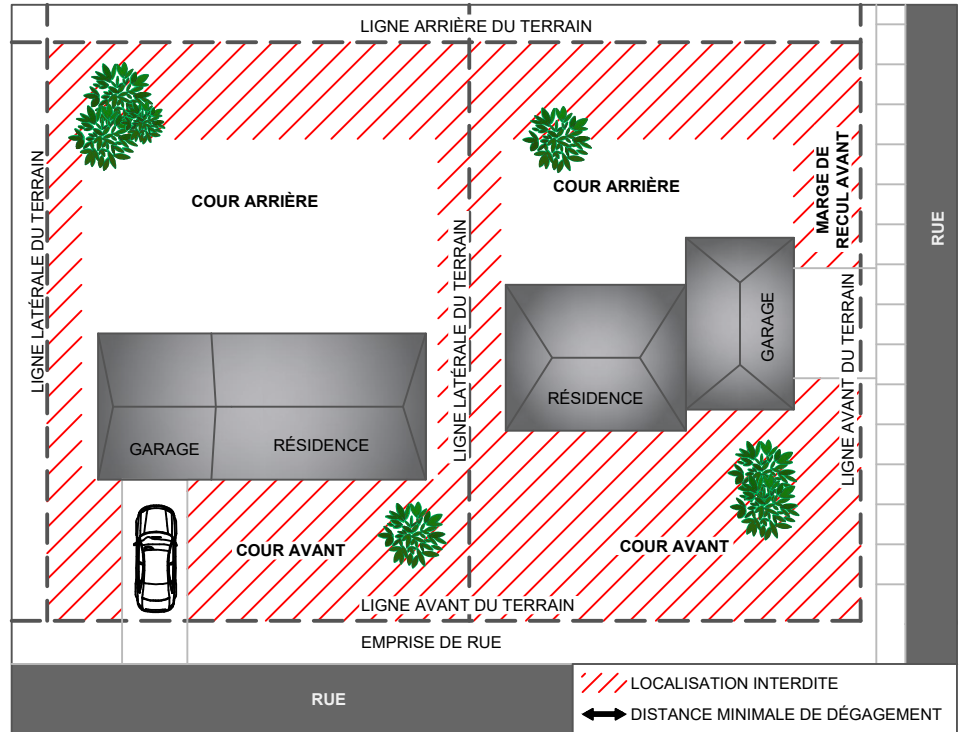 LIGNE ARRIÈRE DU TERRAIN
LIGNE LATÉRALE DU TERRAIN
COUR ARRIÈRE
COUR ARRIÈRE
MARGE DE
RECUL AVANT
RUE
LIGNE LATÉRALE DU TERRAIN
GARAGE
RÉSIDENCE
RÉSIDENCE
GARAGE
LIGNE AVANT DU TERRAIN
COUR AVANT
COUR AVANT
LIGNE AVANT DU TERRAIN
EMPRISE DE RUE
RUE
LOCALISATION INTERDITE
DISTANCE MINIMALE DE DÉGAGEMENT